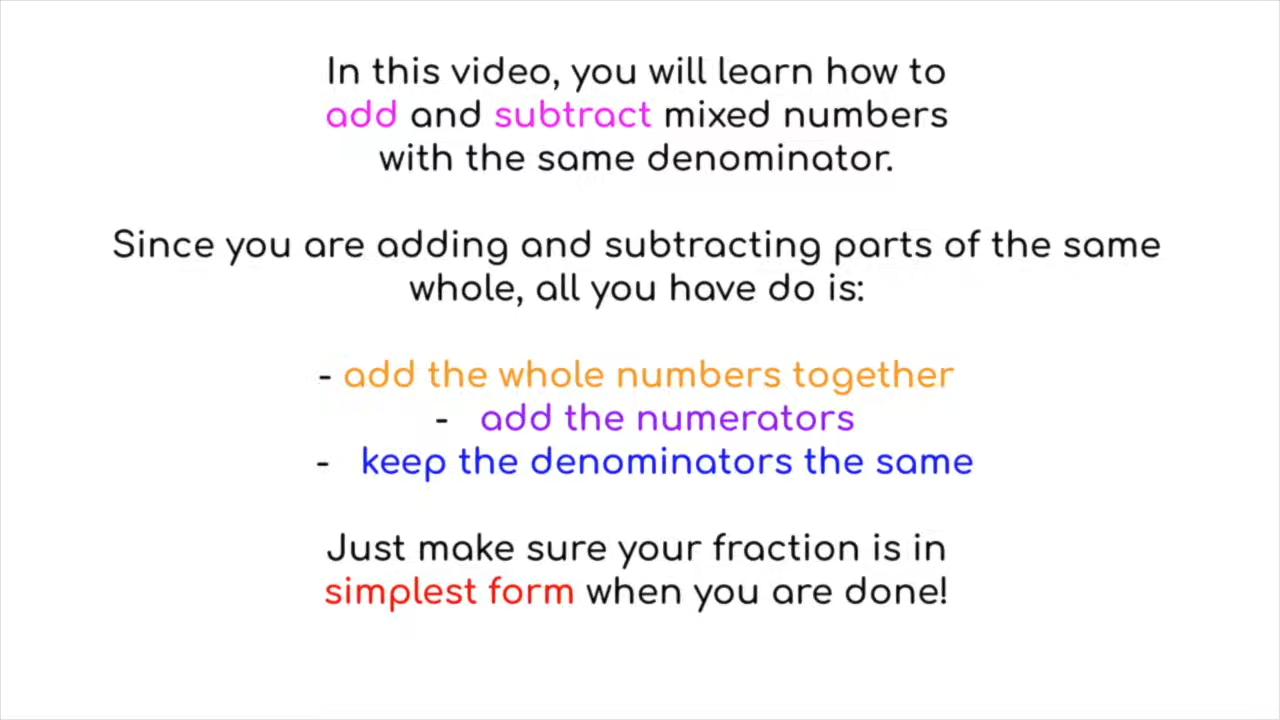 In this video, you will learn how to
add and subtract mixed numbers
with the same denominator.
Since you are adding and subtracting parts of the same
whole, all you have do is:
- add the whole numbers together
- add the numerators
- keep the denominators the same
Just make sure your fraction is in
simplest form when you are done!